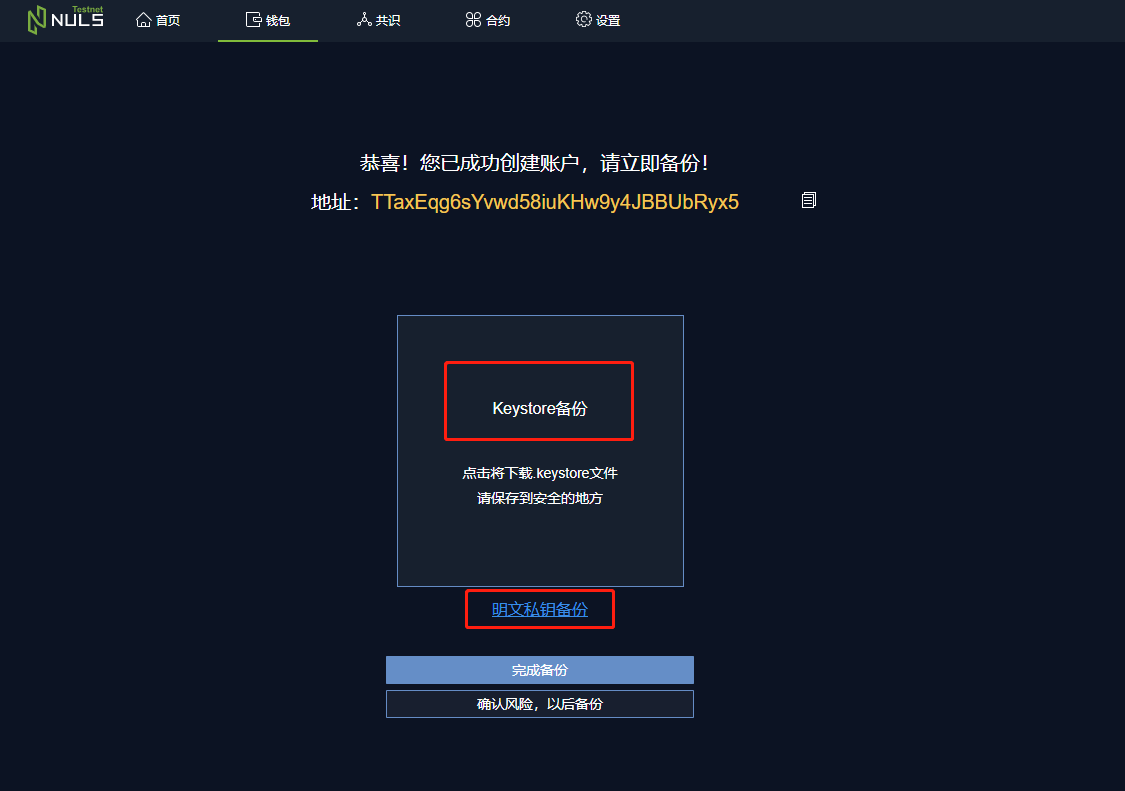 Testnet
NULS 首页 钱包 共识 合约 设置
恭喜！您已成功创建账户，请立即备份！
地址：TTaxEqg6sYvwd58iuKHw9y4JBBUbRyx5
Keystore备份
点击将下载.keystore文件
请保存到安全的地方
明文私钥备份
完成备份
确认风险，以后备份